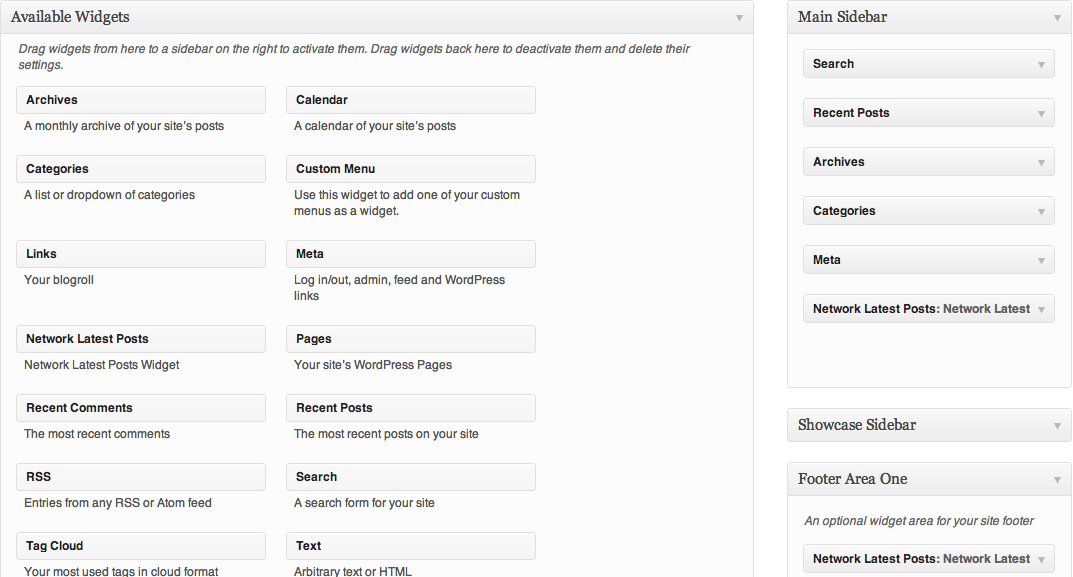 Available Widgets
Drag widgets from here to a sidebar on the right to activate them. Drag widgets back here to deactivate them and delete their
settings.
Archives
A monthly archive of your site's posts
Calendar
A calendar of your site's posts
Categories
A list or dropdown of categories
Custom Menu
Use this widget to add one of your custom
menus as a widget.
Links
Your blogroll
Meta
Log in/out, admin, feed and WordPress
links
Network Latest Posts
Network Latest Posts Widget
Pages
Your site's WordPress Pages
Recent Comments
The most recent comments
Recent Posts
The most recent posts on your site
RSS
Entries from any RSS or Atom feed
Search
A search form for your site
Tag Cloud
Your most used tags in cloud format
Text
Arbitrary text or HTML
Main Sidebar
Search
Recent Posts
Archives
Categories
Meta
Network Latest Posts: Network Latest
Showcase Sidebar
Footer Area One
An optional widget area for your site footer
Network Latest Posts: Network Latest